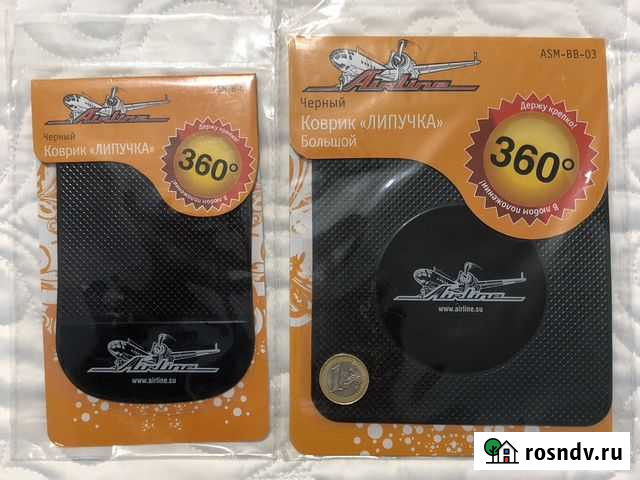 Airline
Черный
Коврик «ЛИПУЧКА»
Держу крепко!
360°
В любом положении!
Airline
www.airline.su
ASM-BB-03
Airline
Черный
Коврик «ЛИПУЧКА»
Большой
Держу крепко!
360°
В любом положении!
Airline
www.airline.su
1
rosndv.ru